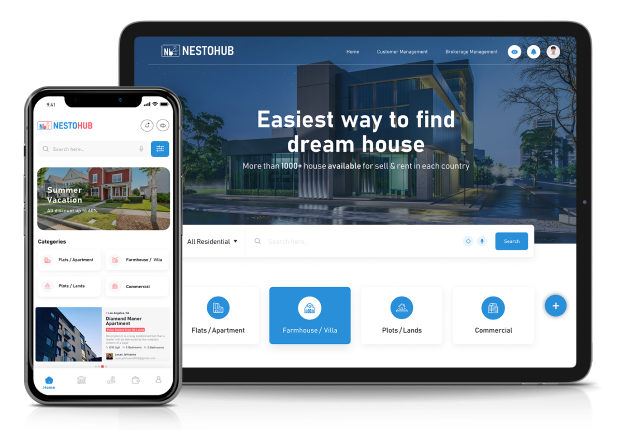 NESTOHUB
Home Customer Management Brokerage Management
Easiest way to find
dream house
More than 1000+ house available for sell & rent in each country
All Residential
Search here...
Search
Flats/Apartment
Farmhouse/ Villa
Plots/Lands
Commercial
9:41
NESTOHUB
Search here...
Summer
Vacation
All discount up to 60%
Categories
Flats/Apartment
Farmhouse / Villa
Plots / Lands
Commercial
Los Angeles, CA
Diamond Manor
Apartment
Home